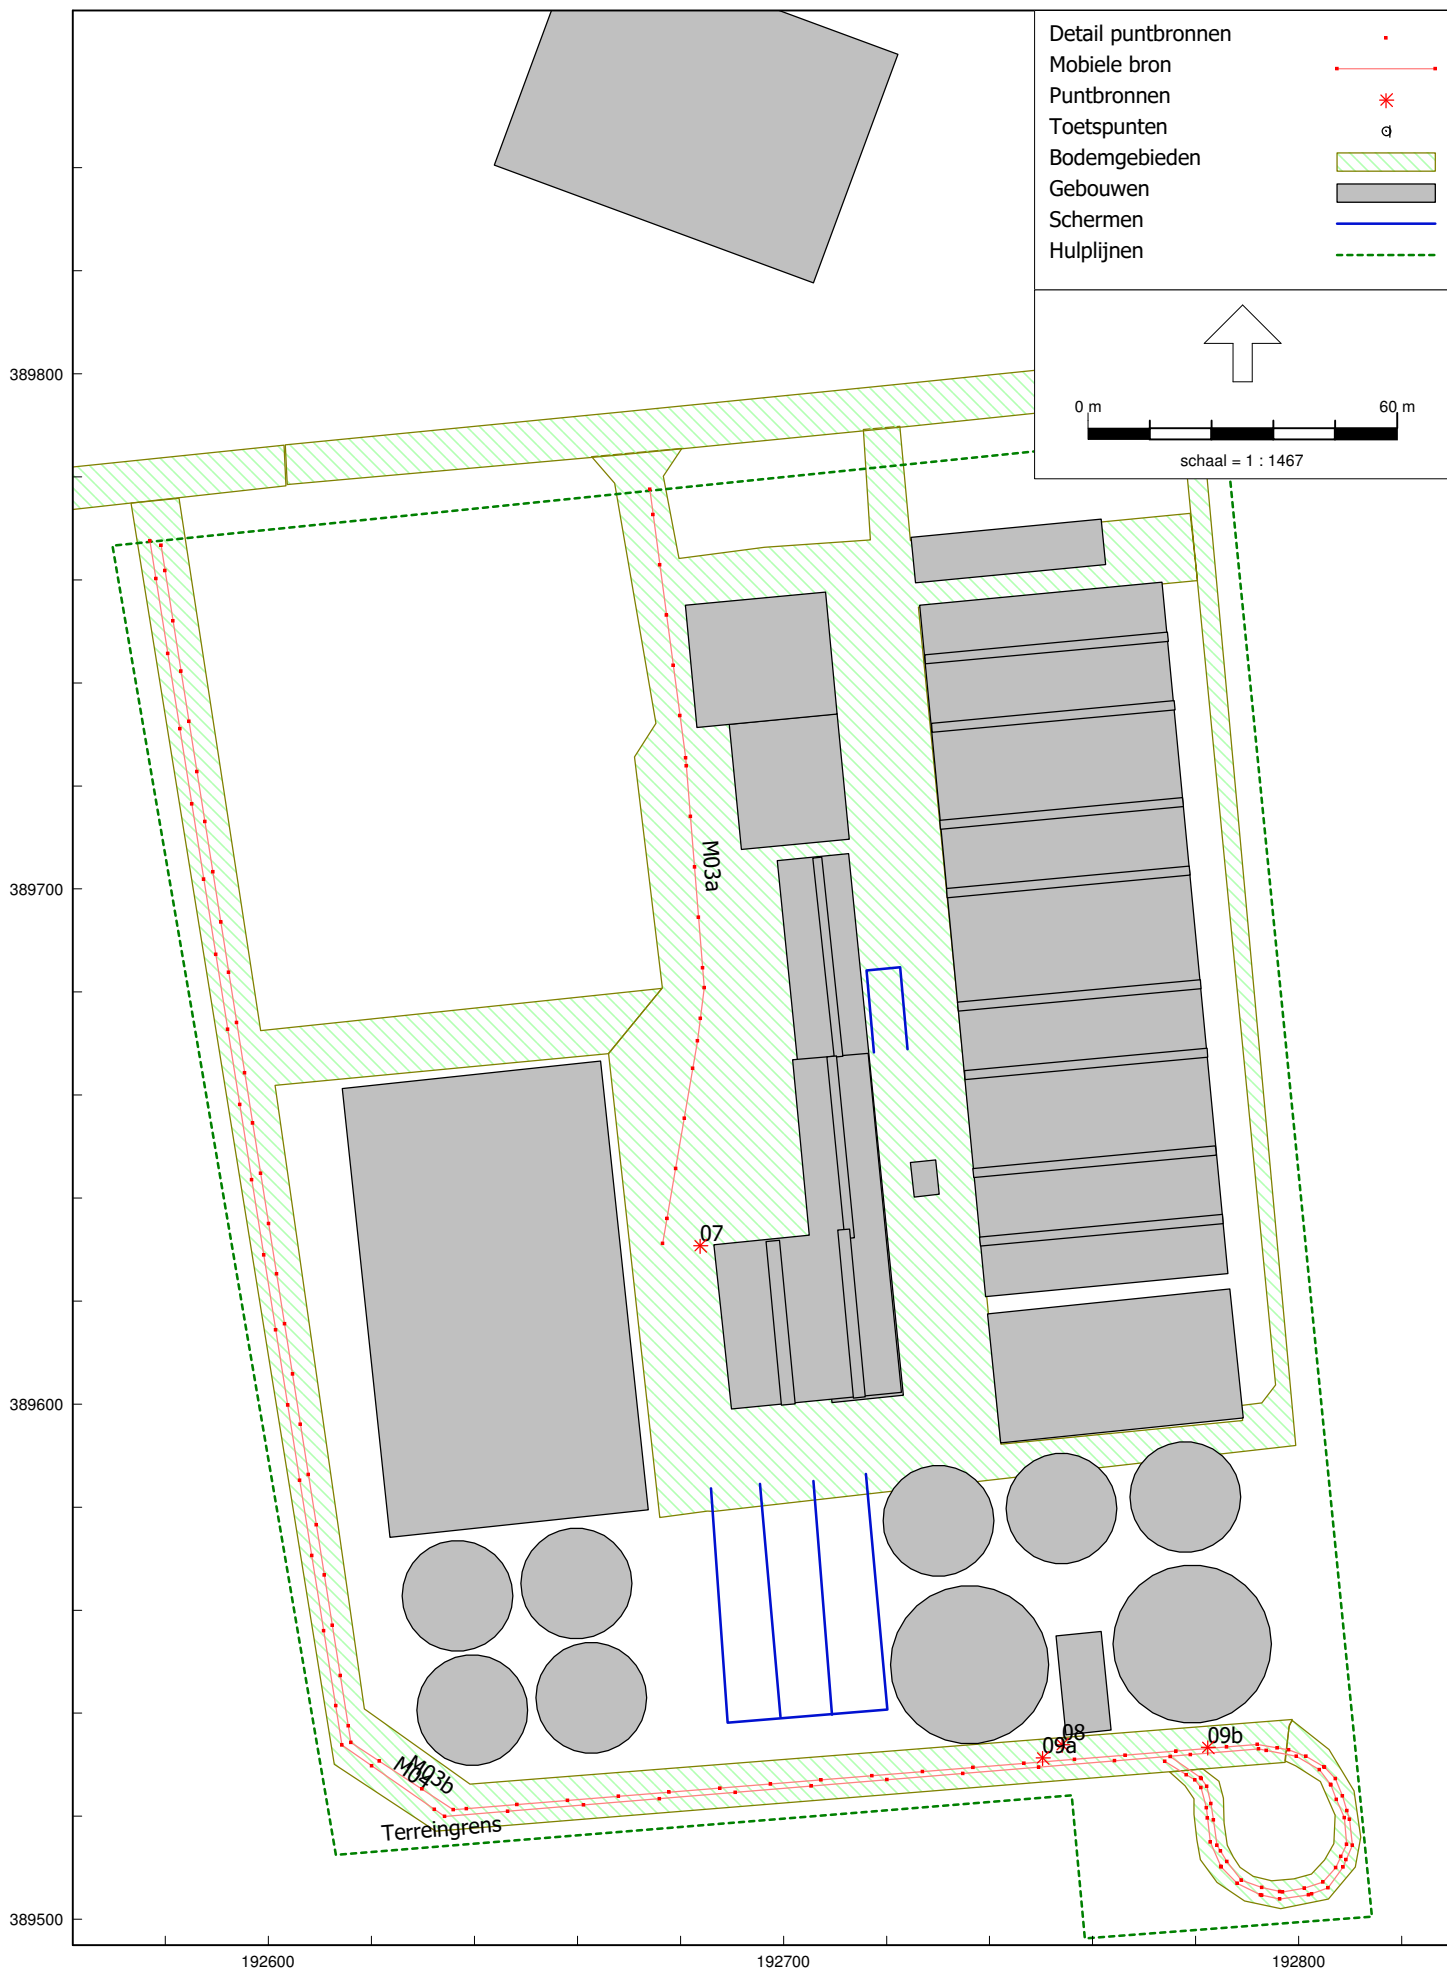 Detail puntbronnen
Mobiele bron
Puntbronnen
Toetspunten
Bodemgebieden
Gebouwen
Schermen
Hulplijnen
0 m 60 m
schaal = 1 : 1467
389800
389700
389600
389500
M03a
07
08
09a
09b
M03b
M04
Terreingrens
192600 192700 192800